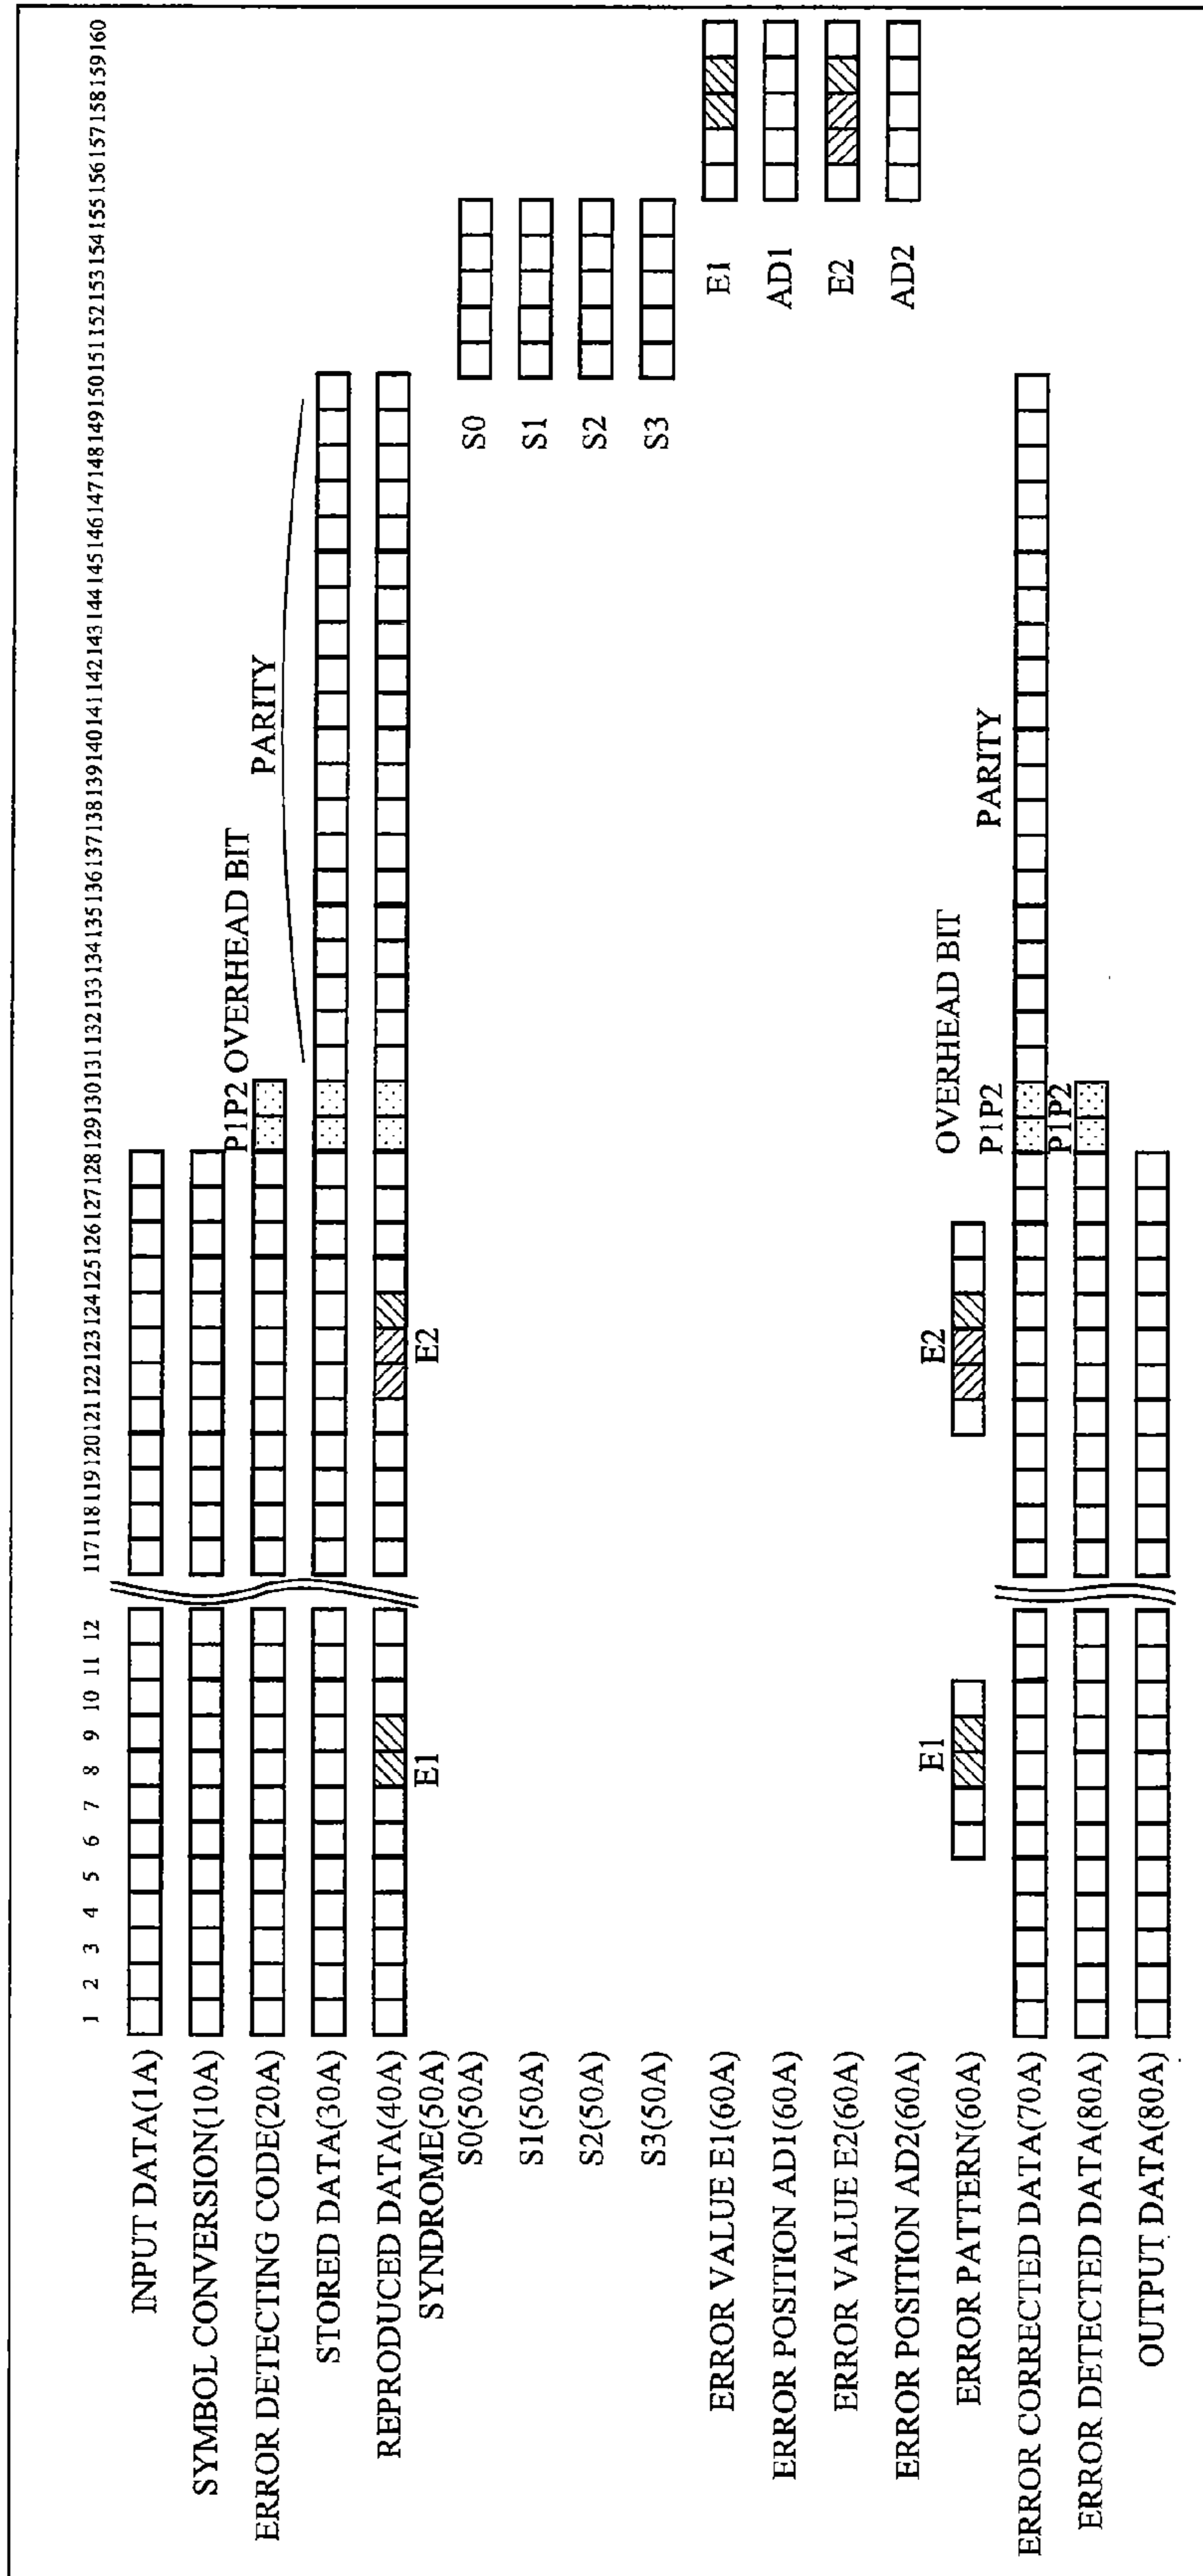 1 2 3 4 5 6 7 8 9 10 11 12 117 118 119 120 121 122 123 124 125 126 127 128 129 130 131 132 133 134 135 136 137 138 139 140 141 142 143 144 145 146 147 148 149 150 151 152 153 154 155 156 157 158 159 160
INPUT DATA(1A)
SYMBOL CONVERSION(10A)
P1P2 OVERHEAD BIT
ERROR DETECTING CODE(20A)
PARITY
STORED DATA(30A)
REPRODUCED DATA(40A)
E1 E2
SYNDROME(50A)
S0(50A) S0
S1(50A) S1
S2(50A) S2
S3(50A) S3
ERROR VALUE E1(60A) E1
ERROR POSITION AD1(60A) AD1
ERROR VALUE E2(60A) E2
ERROR POSITION AD2(60A) AD2
E1 E2 OVERHEAD BIT
ERROR PATTERN(60A)
P1P2 PARITY
ERROR CORRECTED DATA(70A)
P1P2
ERROR DETECTED DATA(80A)
OUTPUT DATA(80A)